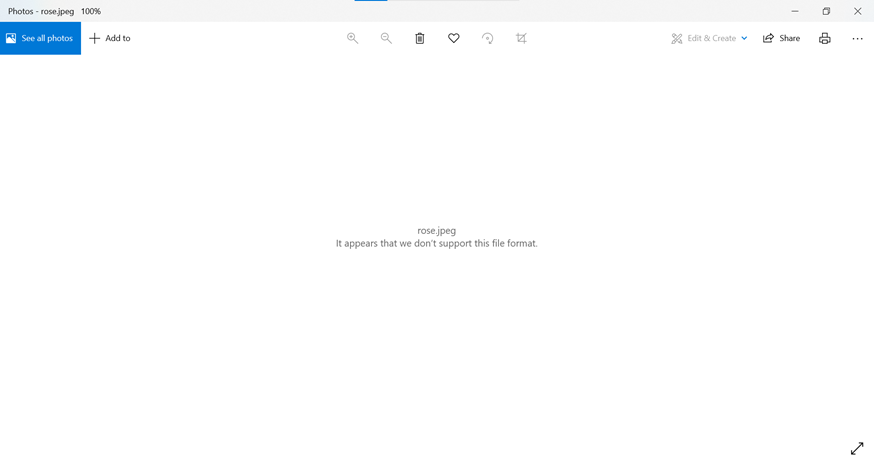 Photos - rose.jpeg   100%
See all photos
Add to
Edit & Create
Share
rose.jpeg
It appears that we don't support this file format.